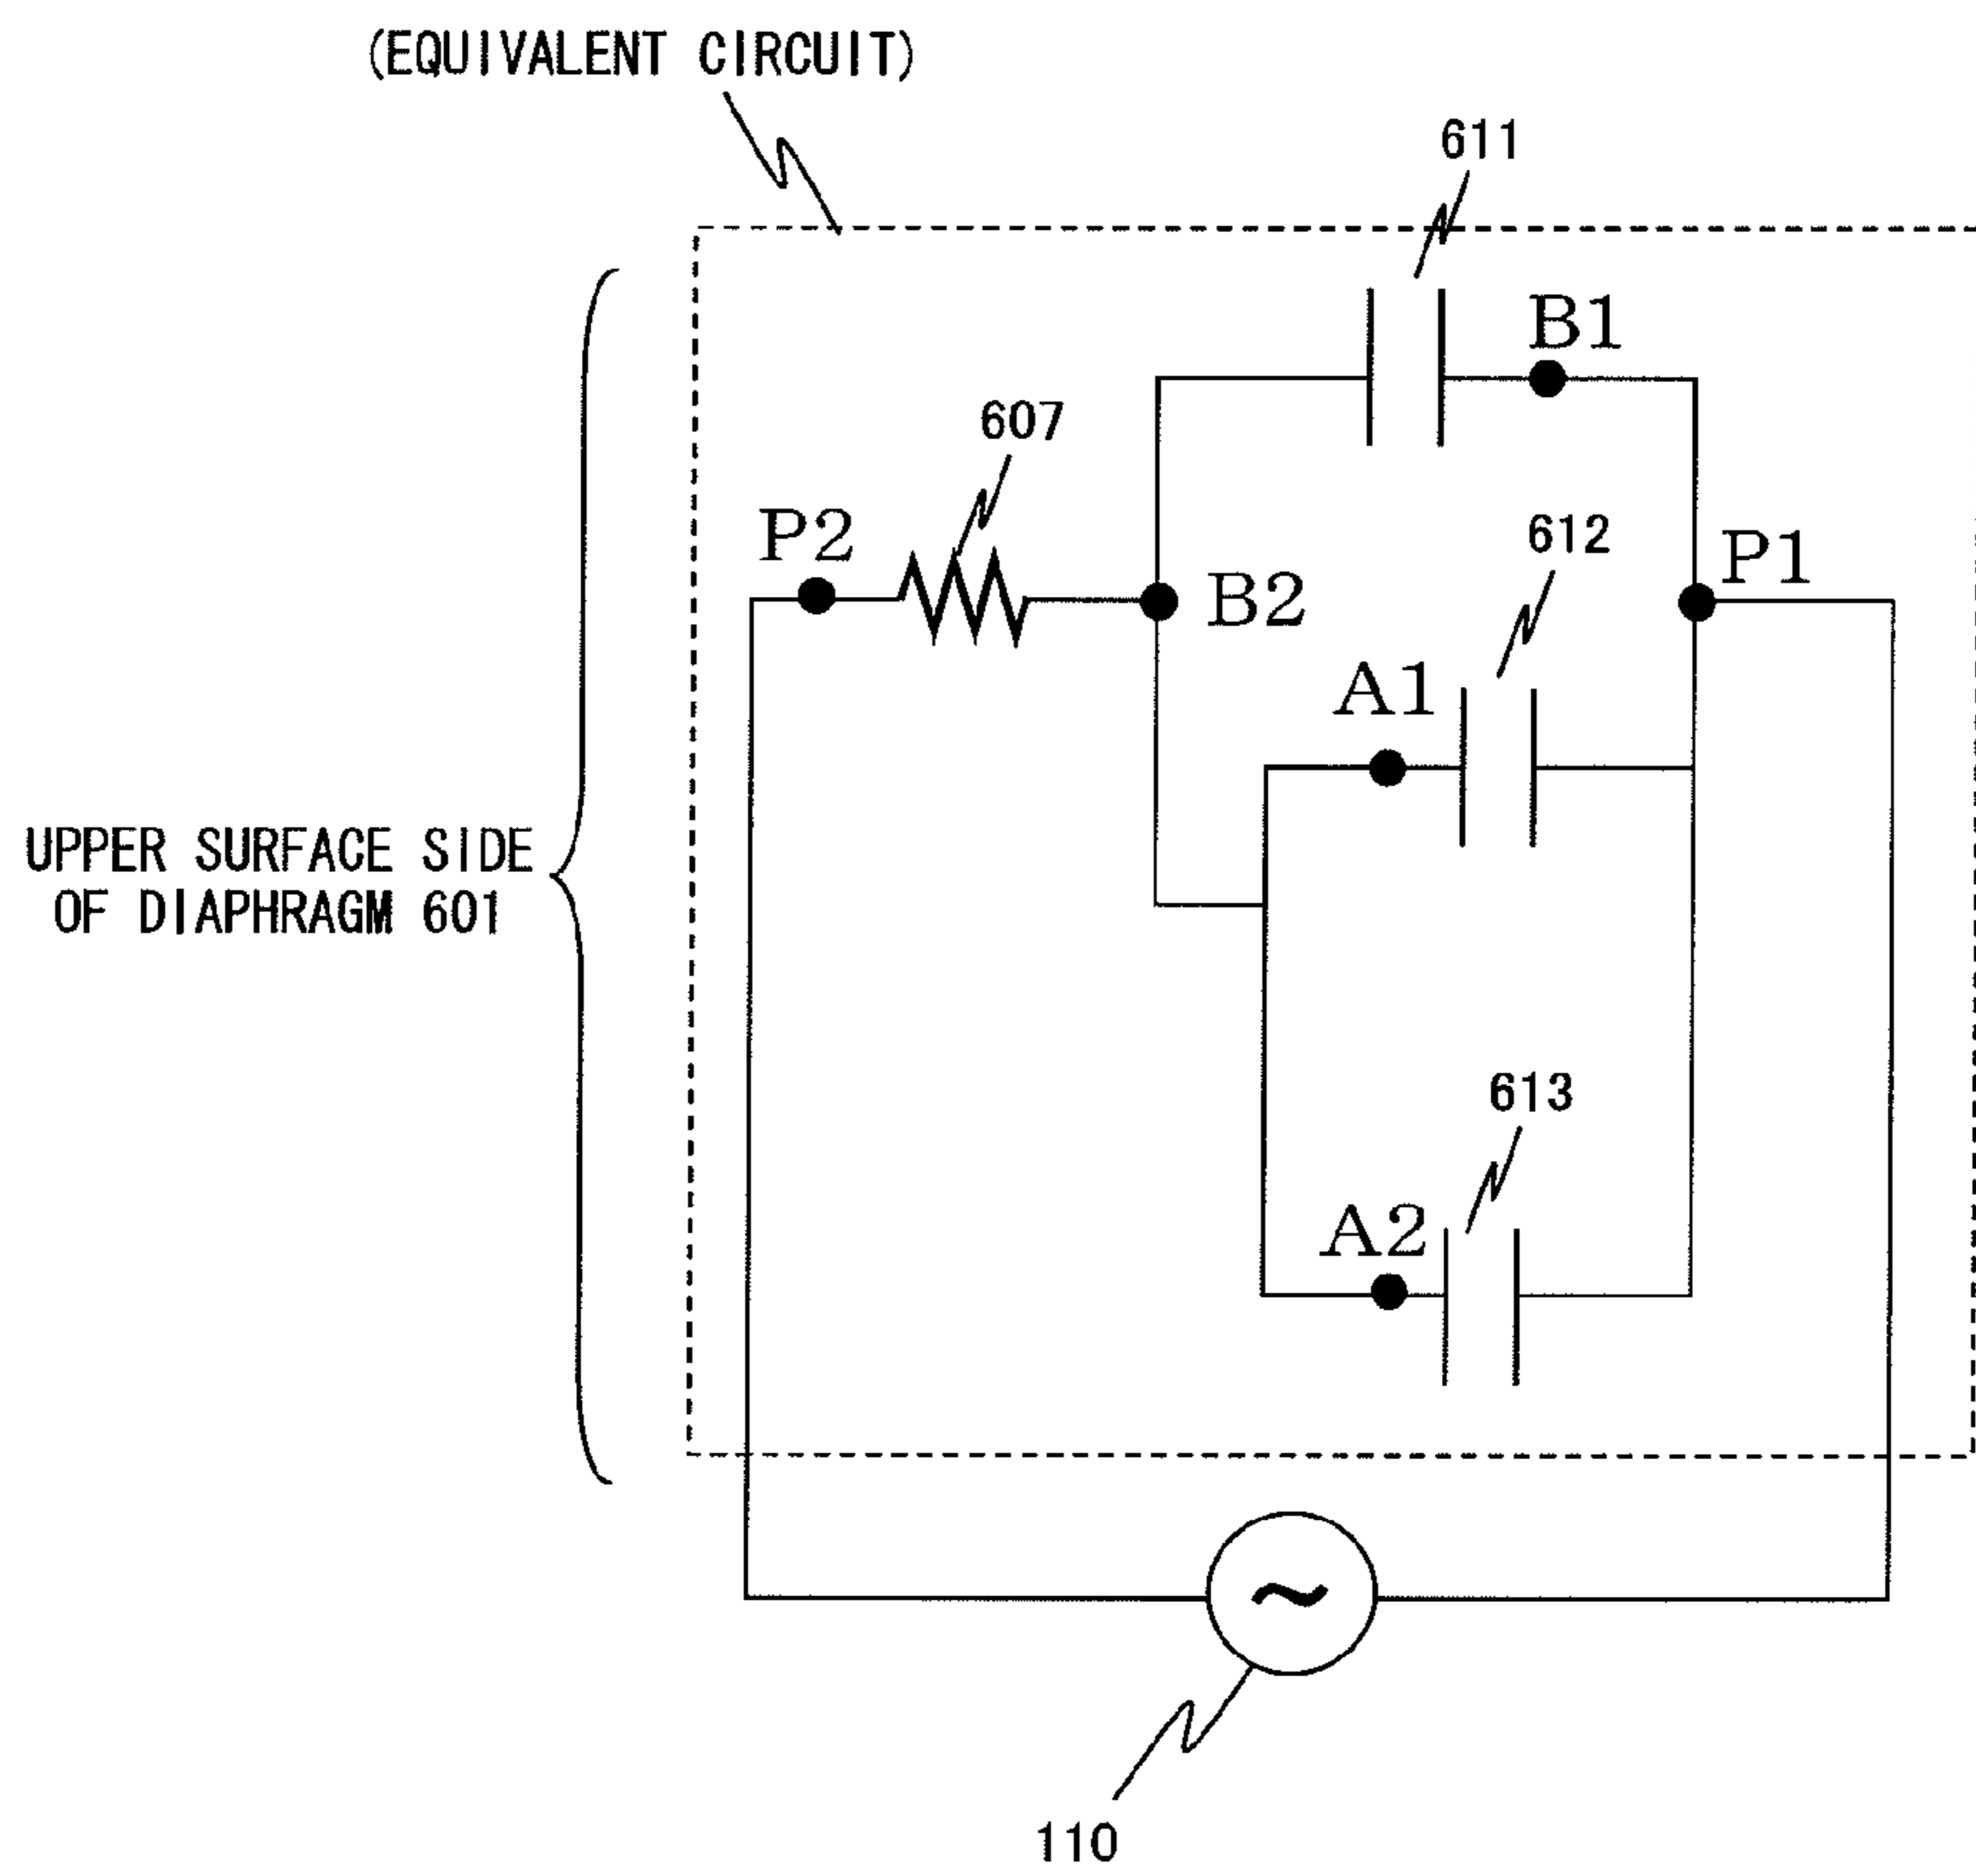 (EQUIVALENT CIRCUIT)
611
B1
607
P2
612
P1
B2
A1
UPPER SURFACE SIDE
OF DIAPHRAGM 601
613
A2
~
110